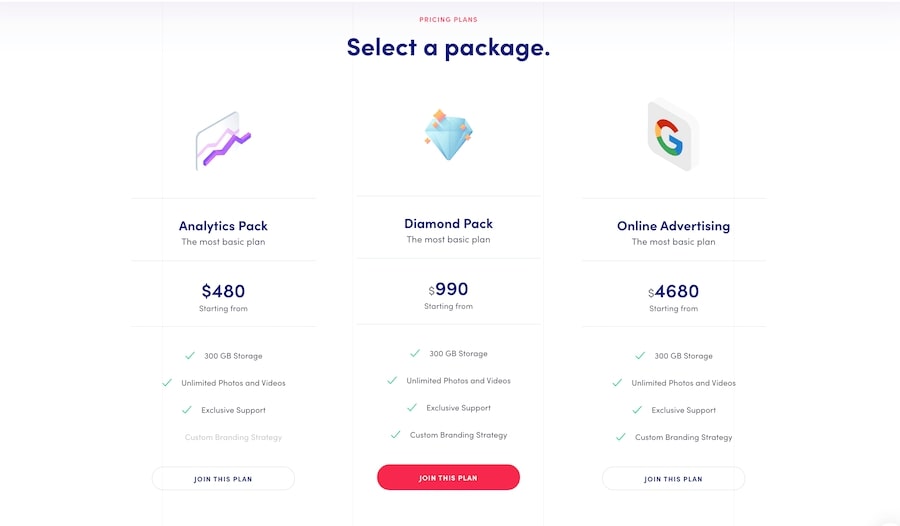 PRICING PLANS
Select a package.
Analytics Pack
The most basic plan
$480
Starting from
300 GB Storage
Unlimited Photos and Videos
Exclusive Support
Custom Branding Strategy
JOIN THIS PLAN
Diamond Pack
The most basic plan
$990
Starting from
300 GB Storage
Unlimited Photos and Videos
Exclusive Support
Custom Branding Strategy
JOIN THIS PLAN
Online Advertising
The most basic plan
$4680
Starting from
300 GB Storage
Unlimited Photos and Videos
Exclusive Support
Custom Branding Strategy
JOIN THIS PLAN